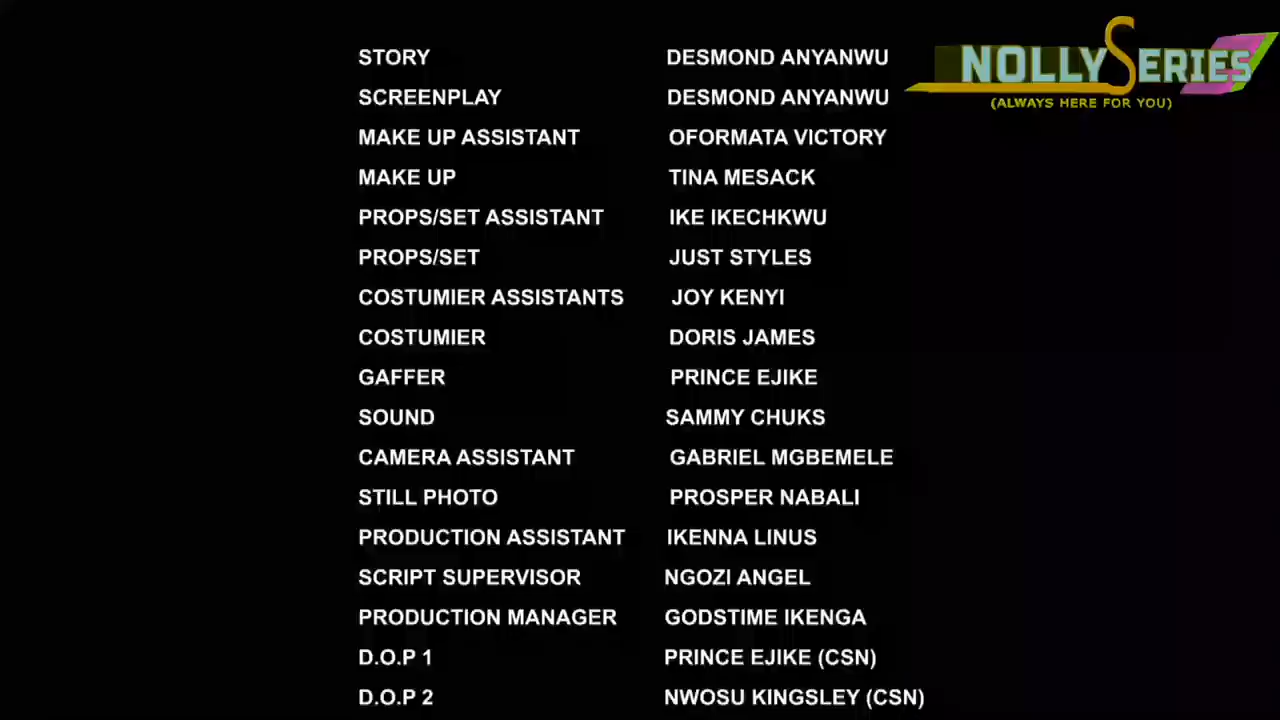 STORY DESMOND ANYANWU
SCREENPLAY DESMOND ANYANWU
MAKE UP ASSISTANT OFORMATA VICTORY
MAKE UP TINA MESACK
PROPS/SET ASSISTANT IKE IKECHKWU
PROPS/SET JUST STYLES
COSTUMIER ASSISTANTS JOY KENYI
COSTUMIER DORIS JAMES
GAFFER PRINCE EJIKE
SOUND SAMMY CHUKS
CAMERA ASSISTANT GABRIEL MGBEMELE
STILL PHOTO PROSPER NABALI
PRODUCTION ASSISTANT IKENNA LINUS
SCRIPT SUPERVISOR NGOZI ANGEL
PRODUCTION MANAGER GODSTIME IKENGA
D.O.P 1 PRINCE EJIKE (CSN)
D.O.P 2 NWOSU KINGSLEY (CSN)
NOLLYSERIES
(ALWAYS HERE FOR YOU)